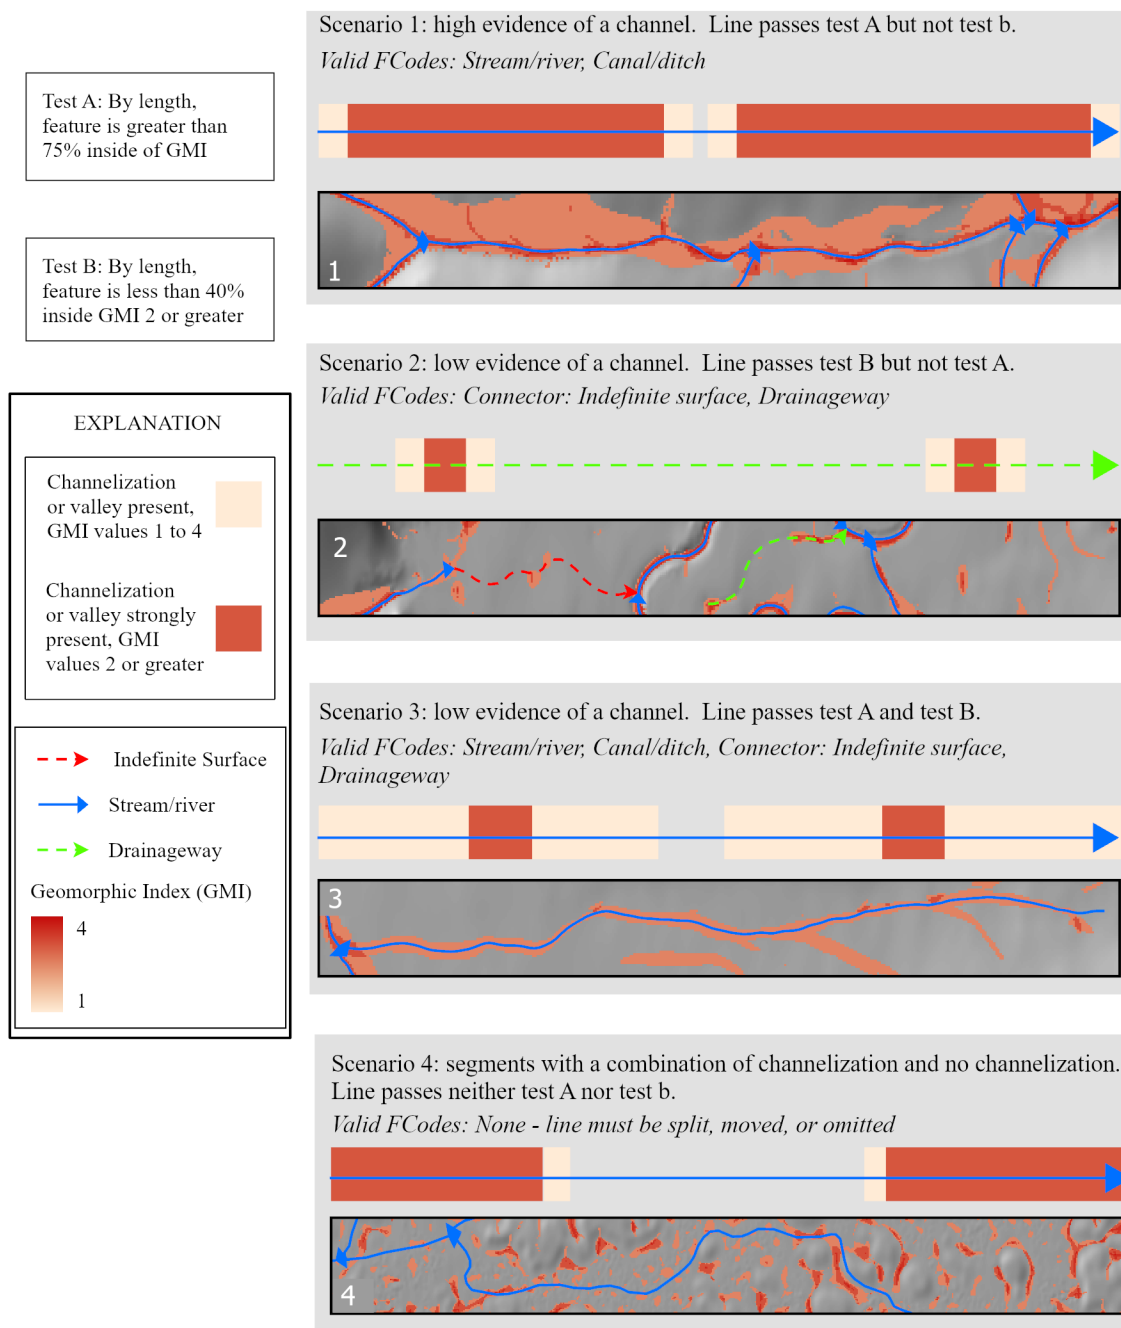 Test A: By length,
feature is greater than
75% inside of GMI
Test B: By length,
feature is less than 40%
inside GMI 2 or greater
EXPLANATION
Channelization
or valley present,
GMI values 1 to 4
Channelization
or valley strongly
present, GMI
values 2 or greater
Indefinite Surface
Stream/river
Drainageway
Geomorphic Index (GMI)
4
1
Scenario 1: high evidence of a channel. Line passes test A but not test b.
Valid FCodes: Stream/river, Canal/ditch
1
Scenario 2: low evidence of a channel. Line passes test B but not test A.
Valid FCodes: Connector: Indefinite surface, Drainageway
2
Scenario 3: low evidence of a channel. Line passes test A and test B.
Valid FCodes: Stream/river, Canal/ditch, Connector: Indefinite surface,
Drainageway
3
Scenario 4: segments with a combination of channelization and no channelization.
Line passes neither test A nor test b.
Valid FCodes: None - line must be split, moved, or omitted
4